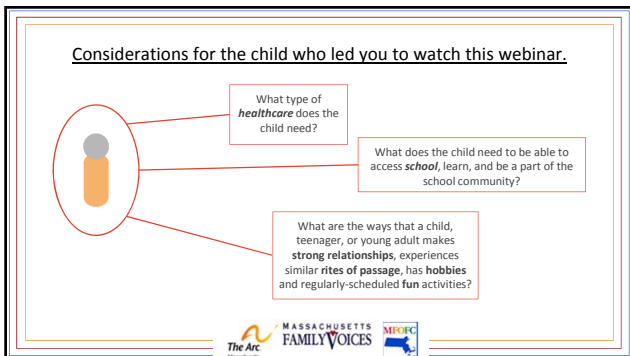 Considerations for the child who led you to watch this webinar.
What type of
healthcare does the
child need?
What does the child need to be able to
access school, learn, and be a part of the
school community?
What are the ways that a child,
teenager, or young adult makes
strong relationships, experiences
similar rites of passage, has hobbies
and regularly-scheduled fun activities?
The Arc
MASSACHUSETTS
FAMILY VOICES
MFOFC